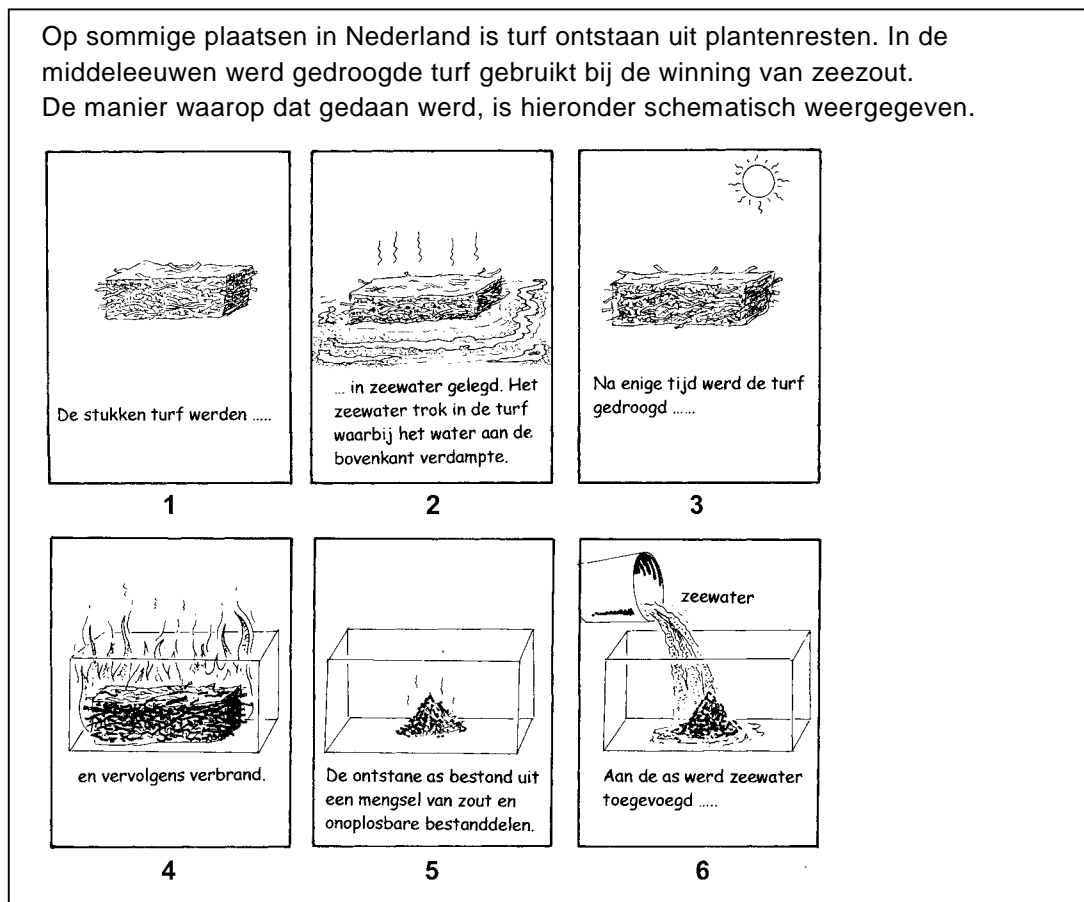 Op sommige plaatsen in Nederland is turf ontstaan uit plantenresten. In de
middeleeuwen werd gedroogde turf gebruikt bij de winning van zeezout.
De manier waarop dat gedaan werd, is hieronder schematisch weergegeven.
De stukken turf werden .....
1
... in zeewater gelegd. Het
zeewater trok in de turf
waarbij het water aan de
bovenkant verdampte.
2
Na enige tijd werd de turf
gedroogd ......
3
en vervolgens verbrand.
4
De ontstane as bestond uit
een mengsel van zout en
onoplosbare bestanddelen.
5
zeewater
Aan de as werd zeewater
toegevoegd .....
6